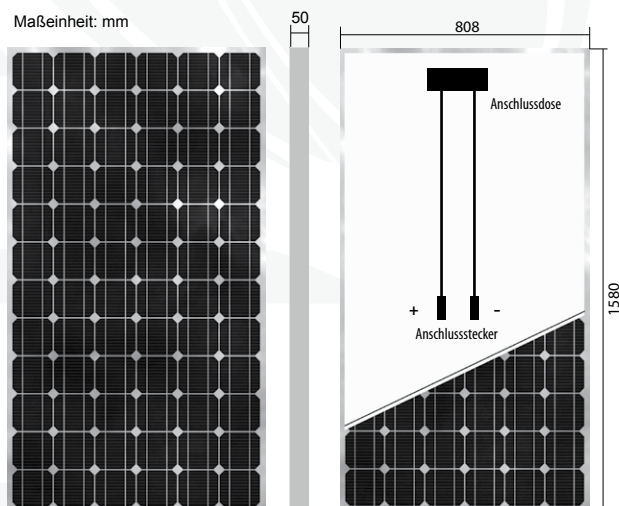 Maßeinheit: mm
50
808
Anschlussdose
+ -
Anschlussstecker
1580